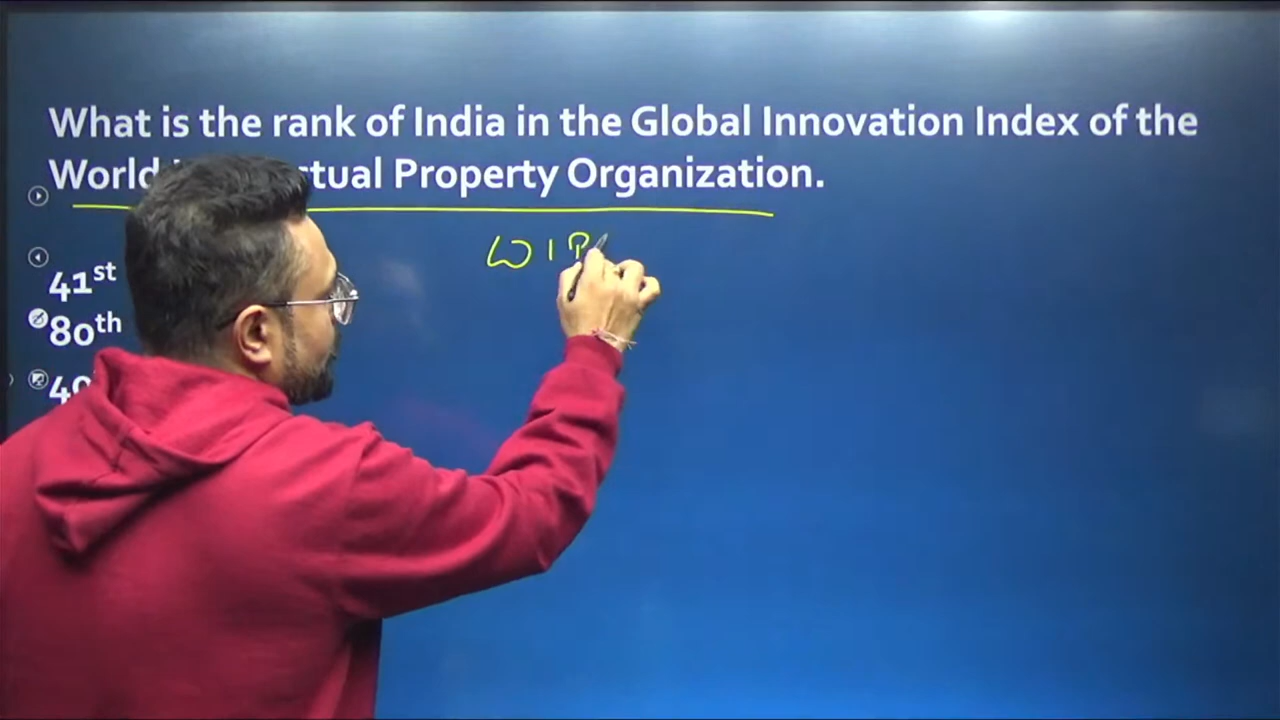 What is the rank of India in the Global Innovation Index of the
World Property Organization.
WIP
41st
80th